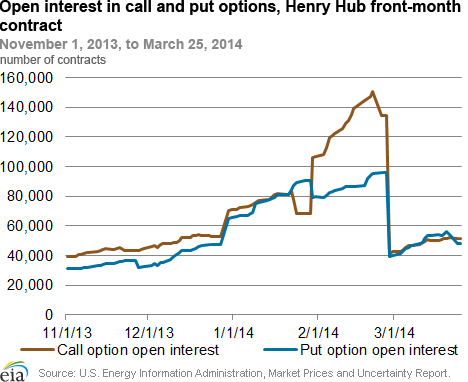 Open interest in call and put options, Henry Hub front-month
contract
November 1, 2013, to March 25, 2014
number of contracts
160,000
140,000
120,000
100,000
80,000
60,000
40,000
20,000
0
11/1/13 12/1/13 1/1/14 2/1/14 3/1/14
Call option open interest Put option open interest
eia Source: U.S. Energy Information Administration, Market Prices and Uncertainty Report.